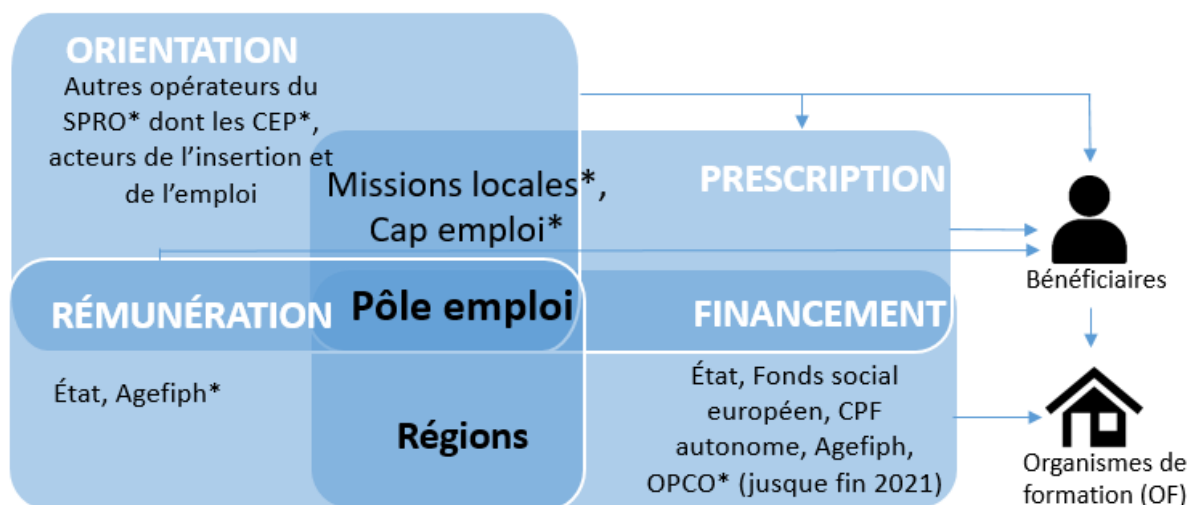 ORIENTATION
Autres opérateurs du
SPRO* dont les CEP*,
acteurs de l'insertion et
de l'emploi
Missions locales*,
Cap emploi*
PRESCRIPTION
Bénéficiaires
RÉMUNÉRATION
Pôle emploi
FINANCEMENT
État, Agefiph*
Régions
État, Fonds social
européen, CPF
autonome, Agefiph,
OPCO* (jusque fin 2021)
Organismes de
formation (OF)